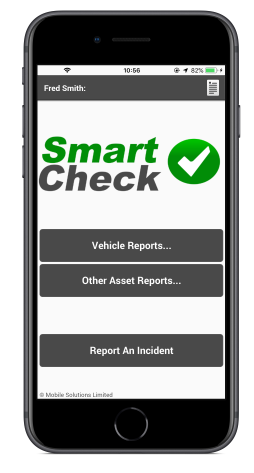 10:56 82%
Fred Smith:
Smart
Check
Vehicle Reports...
Other Asset Reports...
Report An Incident
© Mobile Solutions Limited